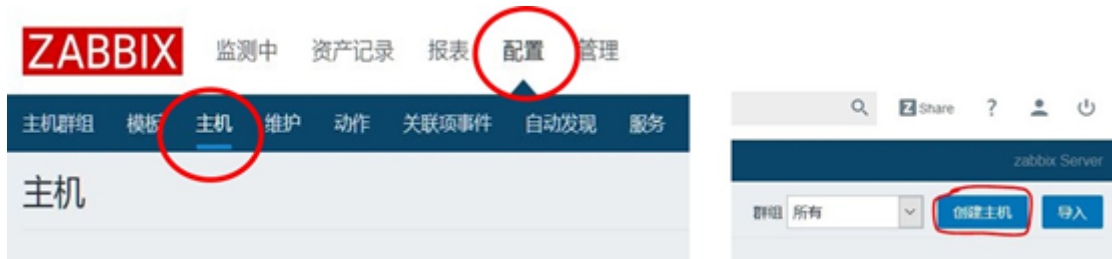 ZABBIX 监测中 资产记录 报表 配置 管理
主机群组 模板 主机 维护 动作 关联项事件 自动发现 服务
主机
Share ?
zabbix Server
群组 所有 创建主机 导入